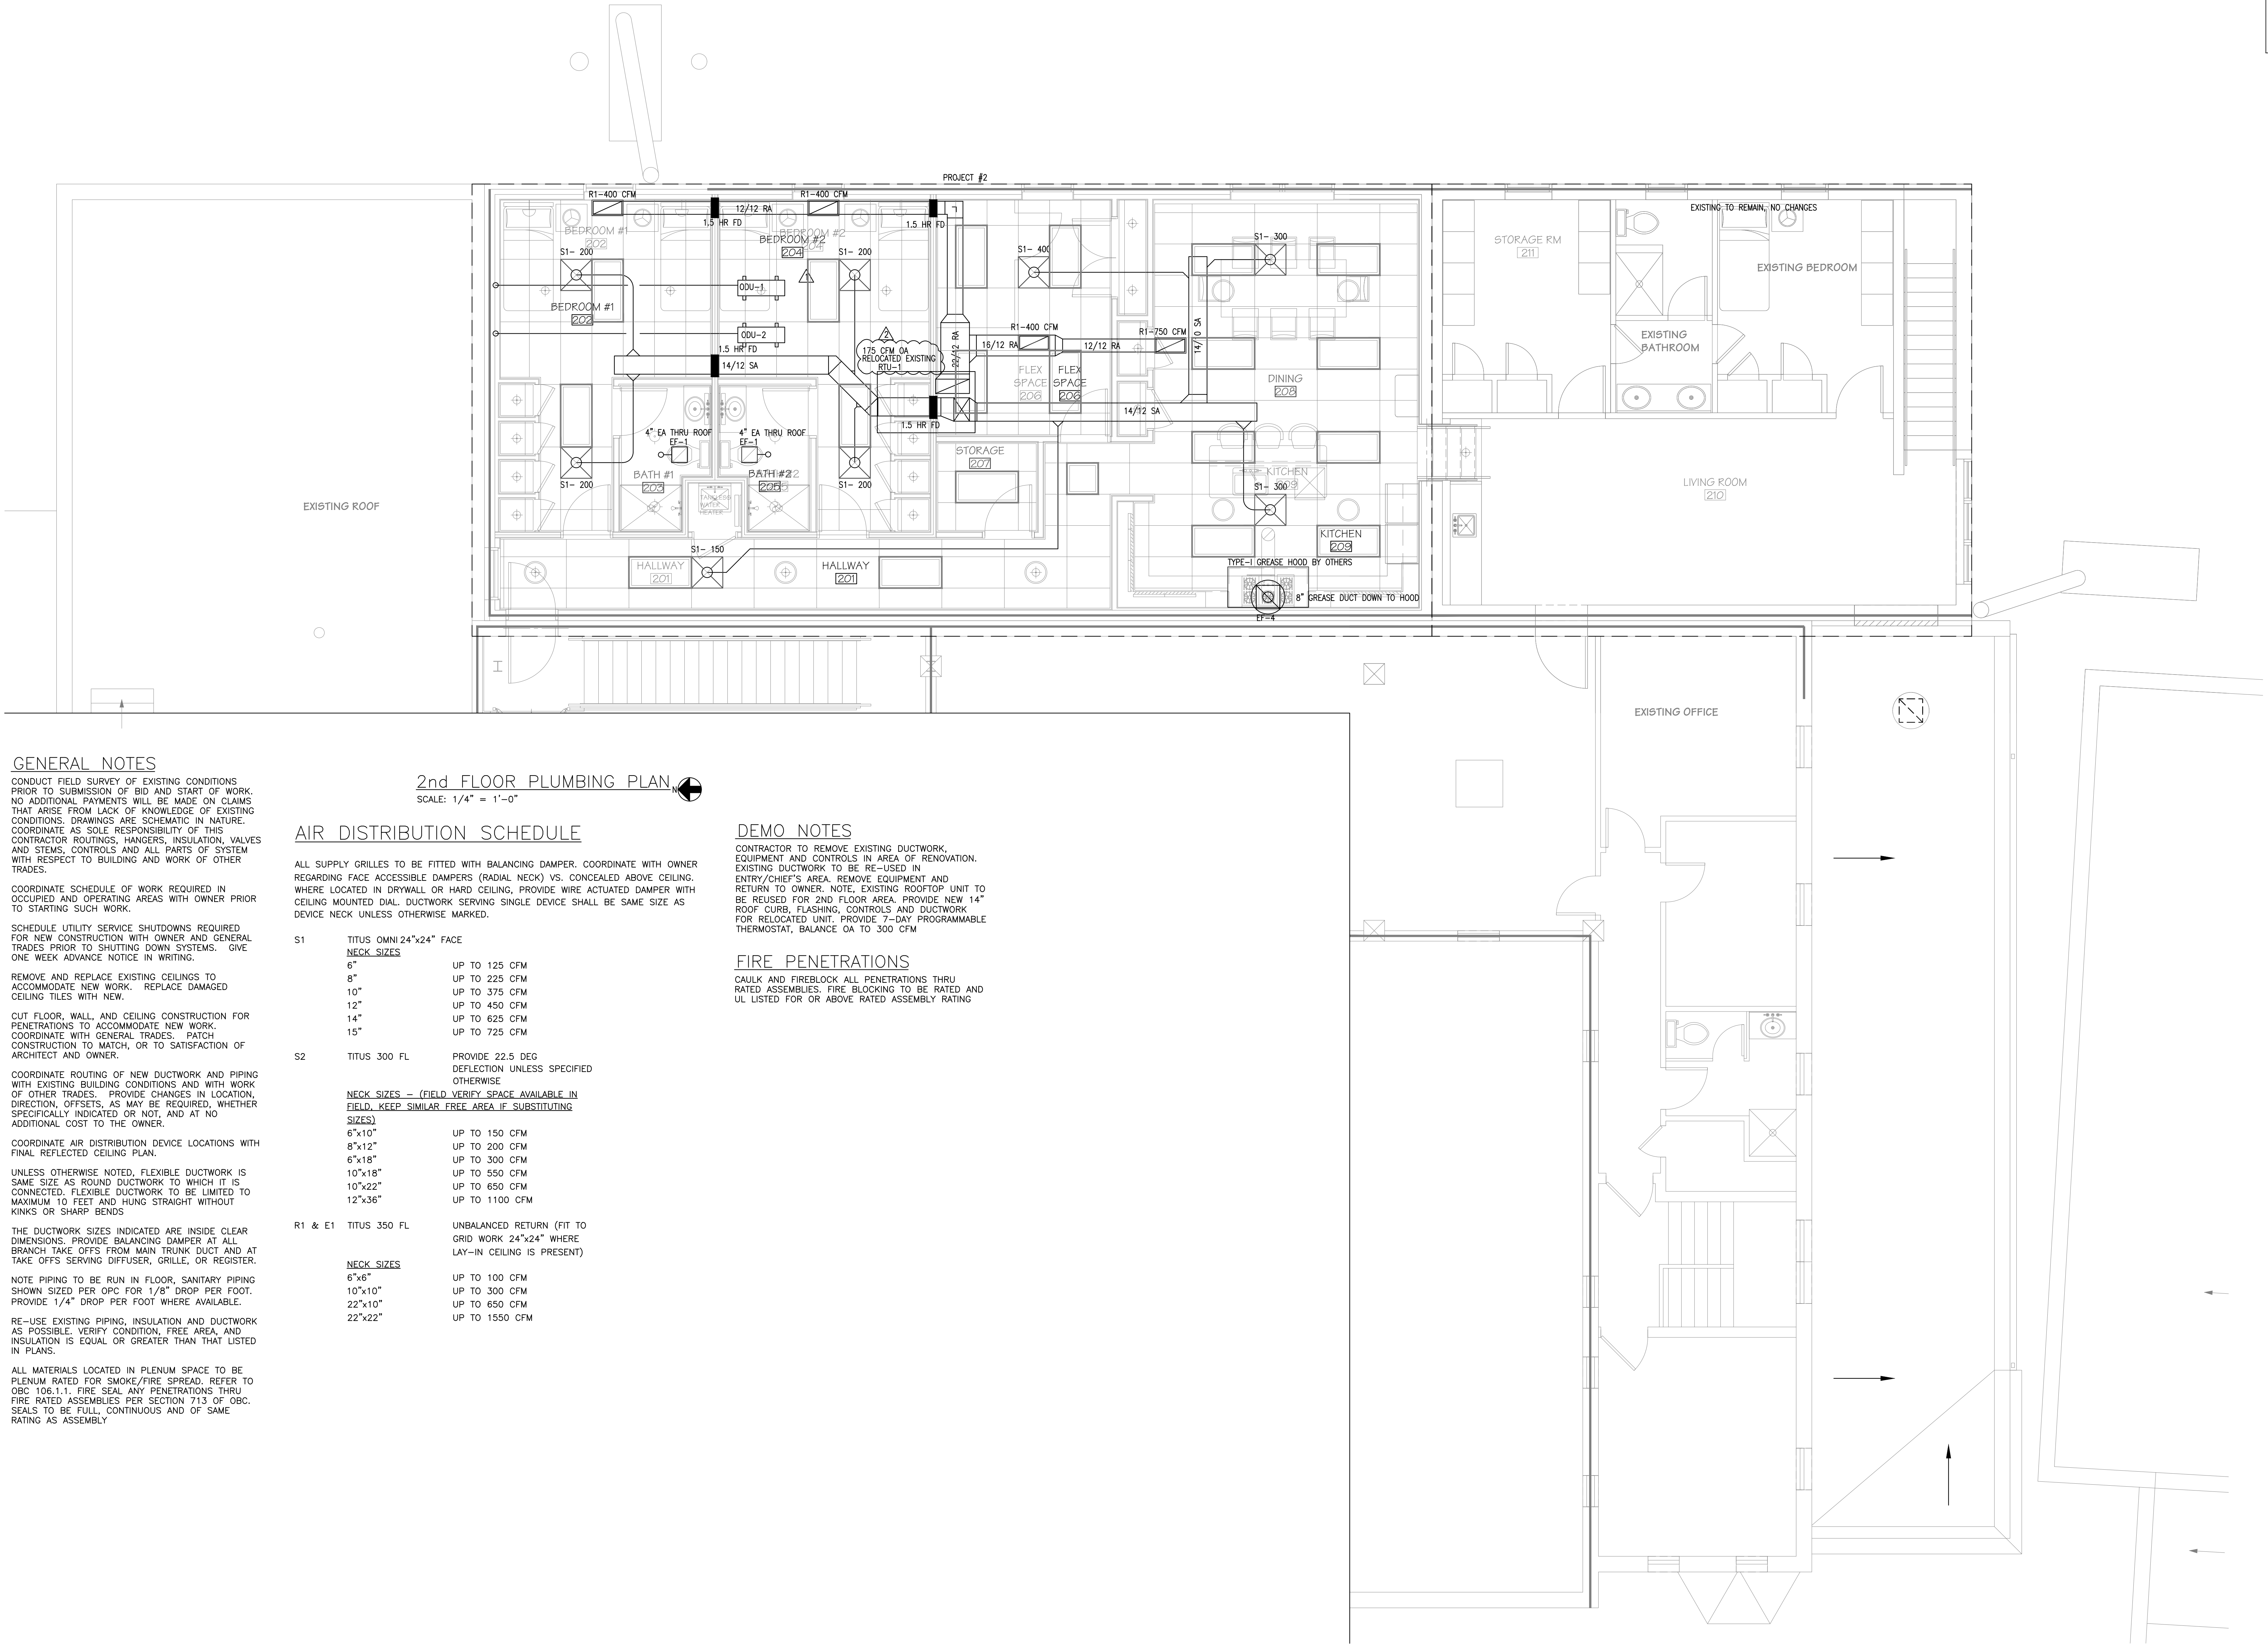 PROJECT #2
R1-400 CFM
R1-400 CFM
12/12 RA
1.5 HR FD
1.5 HR FD
BEDROOM #1
202
BEDROOM #2
BEDROOM #2
204
S1- 200
S1- 200
S1- 400
S1- 300
ODU-1
1
BEDROOM #1
202
ODU-2
2
175 CFM OA
RELOCATED EXISTING
RTU-1
1.5 HR FD
14/12 SA
22/12 RA
16/12 RA
R1-400 CFM
12/12 RA
R1-750 CFM
14/10 SA
FLEX
SPACE
206
FLEX
SPACE
206
DINING
208
14/12 SA
1.5 HR FD
4" EA THRU ROOF
EF-1
4" EA THRU ROOF
EF-1
BATH #1
203
BATH #2
205
TANKLESS
WATER
HEATER
S1- 200
S1- 200
STORAGE
207
KITCHEN
209
S1- 300
KITCHEN
209
S1- 150
HALLWAY
201
HALLWAY
201
TYPE-I GREASE HOOD BY OTHERS
8" GREASE DUCT DOWN TO HOOD
EF-4
EXISTING TO REMAIN, NO CHANGES
STORAGE RM
211
EXISTING BEDROOM
EXISTING
BATHROOM
LIVING ROOM
210
EXISTING ROOF
EXISTING OFFICE
GENERAL NOTES
CONDUCT FIELD SURVEY OF EXISTING CONDITIONS
PRIOR TO SUBMISSION OF BID AND START OF WORK.
NO ADDITIONAL PAYMENTS WILL BE MADE ON CLAIMS
THAT ARISE FROM LACK OF KNOWLEDGE OF EXISTING
CONDITIONS. DRAWINGS ARE SCHEMATIC IN NATURE.
COORDINATE AS SOLE RESPONSIBILITY OF THIS
CONTRACTOR ROUTINGS, HANGERS, INSULATION, VALVES
AND STEMS, CONTROLS AND ALL PARTS OF SYSTEM
WITH RESPECT TO BUILDING AND WORK OF OTHER
TRADES.
COORDINATE SCHEDULE OF WORK REQUIRED IN
OCCUPIED AND OPERATING AREAS WITH OWNER PRIOR
TO STARTING SUCH WORK.
SCHEDULE UTILITY SERVICE SHUTDOWNS REQUIRED
FOR NEW CONSTRUCTION WITH OWNER AND GENERAL
TRADES PRIOR TO SHUTTING DOWN SYSTEMS. GIVE
ONE WEEK ADVANCE NOTICE IN WRITING.
REMOVE AND REPLACE EXISTING CEILINGS TO
ACCOMMODATE NEW WORK. REPLACE DAMAGED
CEILING TILES WITH NEW.
CUT FLOOR, WALL, AND CEILING CONSTRUCTION FOR
PENETRATIONS TO ACCOMMODATE NEW WORK.
COORDINATE WITH GENERAL TRADES. PATCH
CONSTRUCTION TO MATCH, OR TO SATISFACTION OF
ARCHITECT AND OWNER.
COORDINATE ROUTING OF NEW DUCTWORK AND PIPING
WITH EXISTING BUILDING CONDITIONS AND WITH WORK
OF OTHER TRADES. PROVIDE CHANGES IN LOCATION,
DIRECTION, OFFSETS, AS MAY BE REQUIRED, WHETHER
SPECIFICALLY INDICATED OR NOT, AND AT NO
ADDITIONAL COST TO THE OWNER.
COORDINATE AIR DISTRIBUTION DEVICE LOCATIONS WITH
FINAL REFLECTED CEILING PLAN.
UNLESS OTHERWISE NOTED, FLEXIBLE DUCTWORK IS
SAME SIZE AS ROUND DUCTWORK TO WHICH IT IS
CONNECTED. FLEXIBLE DUCTWORK TO BE LIMITED TO
MAXIMUM 10 FEET AND HUNG STRAIGHT WITHOUT
KINKS OR SHARP BENDS
THE DUCTWORK SIZES INDICATED ARE INSIDE CLEAR
DIMENSIONS. PROVIDE BALANCING DAMPER AT ALL
BRANCH TAKE OFFS FROM MAIN TRUNK DUCT AND AT
TAKE OFFS SERVING DIFFUSER, GRILLE, OR REGISTER.
NOTE PIPING TO BE RUN IN FLOOR, SANITARY PIPING
SHOWN SIZED PER OPC FOR 1/8" DROP PER FOOT.
PROVIDE 1/4" DROP PER FOOT WHERE AVAILABLE.
RE-USE EXISTING PIPING, INSULATION AND DUCTWORK
AS POSSIBLE. VERIFY CONDITION, FREE AREA, AND
INSULATION IS EQUAL OR GREATER THAN THAT LISTED
IN PLANS.
ALL MATERIALS LOCATED IN PLENUM SPACE TO BE
PLENUM RATED FOR SMOKE/FIRE SPREAD. REFER TO
OBC 106.1.1. FIRE SEAL ANY PENETRATIONS THRU
FIRE RATED ASSEMBLIES PER SECTION 713 OF OBC.
SEALS TO BE FULL, CONTINUOUS AND OF SAME
RATING AS ASSEMBLY
2nd FLOOR PLUMBING PLAN
N
SCALE: 1/4" = 1'-0"
AIR DISTRIBUTION SCHEDULE
ALL SUPPLY GRILLES TO BE FITTED WITH BALANCING DAMPER. COORDINATE WITH OWNER
REGARDING FACE ACCESSIBLE DAMPERS (RADIAL NECK) VS. CONCEALED ABOVE CEILING.
WHERE LOCATED IN DRYWALL OR HARD CEILING, PROVIDE WIRE ACTUATED DAMPER WITH
CEILING MOUNTED DIAL. DUCTWORK SERVING SINGLE DEVICE SHALL BE SAME SIZE AS
DEVICE NECK UNLESS OTHERWISE MARKED.
S1 TITUS OMNI 24"x24" FACE
NECK SIZES
6" UP TO 125 CFM
8" UP TO 225 CFM
10" UP TO 375 CFM
12" UP TO 450 CFM
14" UP TO 625 CFM
15" UP TO 725 CFM
S2 TITUS 300 FL PROVIDE 22.5 DEG
DEFLECTION UNLESS SPECIFIED
OTHERWISE
NECK SIZES - (FIELD VERIFY SPACE AVAILABLE IN
FIELD, KEEP SIMILAR FREE AREA IF SUBSTITUTING
SIZES)
6"x10" UP TO 150 CFM
8"x12" UP TO 200 CFM
6"x18" UP TO 300 CFM
10"x18" UP TO 550 CFM
10"x22" UP TO 650 CFM
12"x36" UP TO 1100 CFM
R1 & E1 TITUS 350 FL UNBALANCED RETURN (FIT TO
GRID WORK 24"x24" WHERE
LAY-IN CEILING IS PRESENT)
NECK SIZES
6"x6" UP TO 100 CFM
10"x10" UP TO 300 CFM
22"x10" UP TO 650 CFM
22"x22" UP TO 1550 CFM
DEMO NOTES
CONTRACTOR TO REMOVE EXISTING DUCTWORK,
EQUIPMENT AND CONTROLS IN AREA OF RENOVATION.
EXISTING DUCTWORK TO BE RE-USED IN
ENTRY/CHIEF'S AREA. REMOVE EQUIPMENT AND
RETURN TO OWNER. NOTE, EXISTING ROOFTOP UNIT TO
BE REUSED FOR 2ND FLOOR AREA. PROVIDE NEW 14"
ROOF CURB, FLASHING, CONTROLS AND DUCTWORK
FOR RELOCATED UNIT. PROVIDE 7-DAY PROGRAMMABLE
THERMOSTAT, BALANCE OA TO 300 CFM
FIRE PENETRATIONS
CAULK AND FIREBLOCK ALL PENETRATIONS THRU
RATED ASSEMBLIES. FIRE BLOCKING TO BE RATED AND
UL LISTED FOR OR ABOVE RATED ASSEMBLY RATING